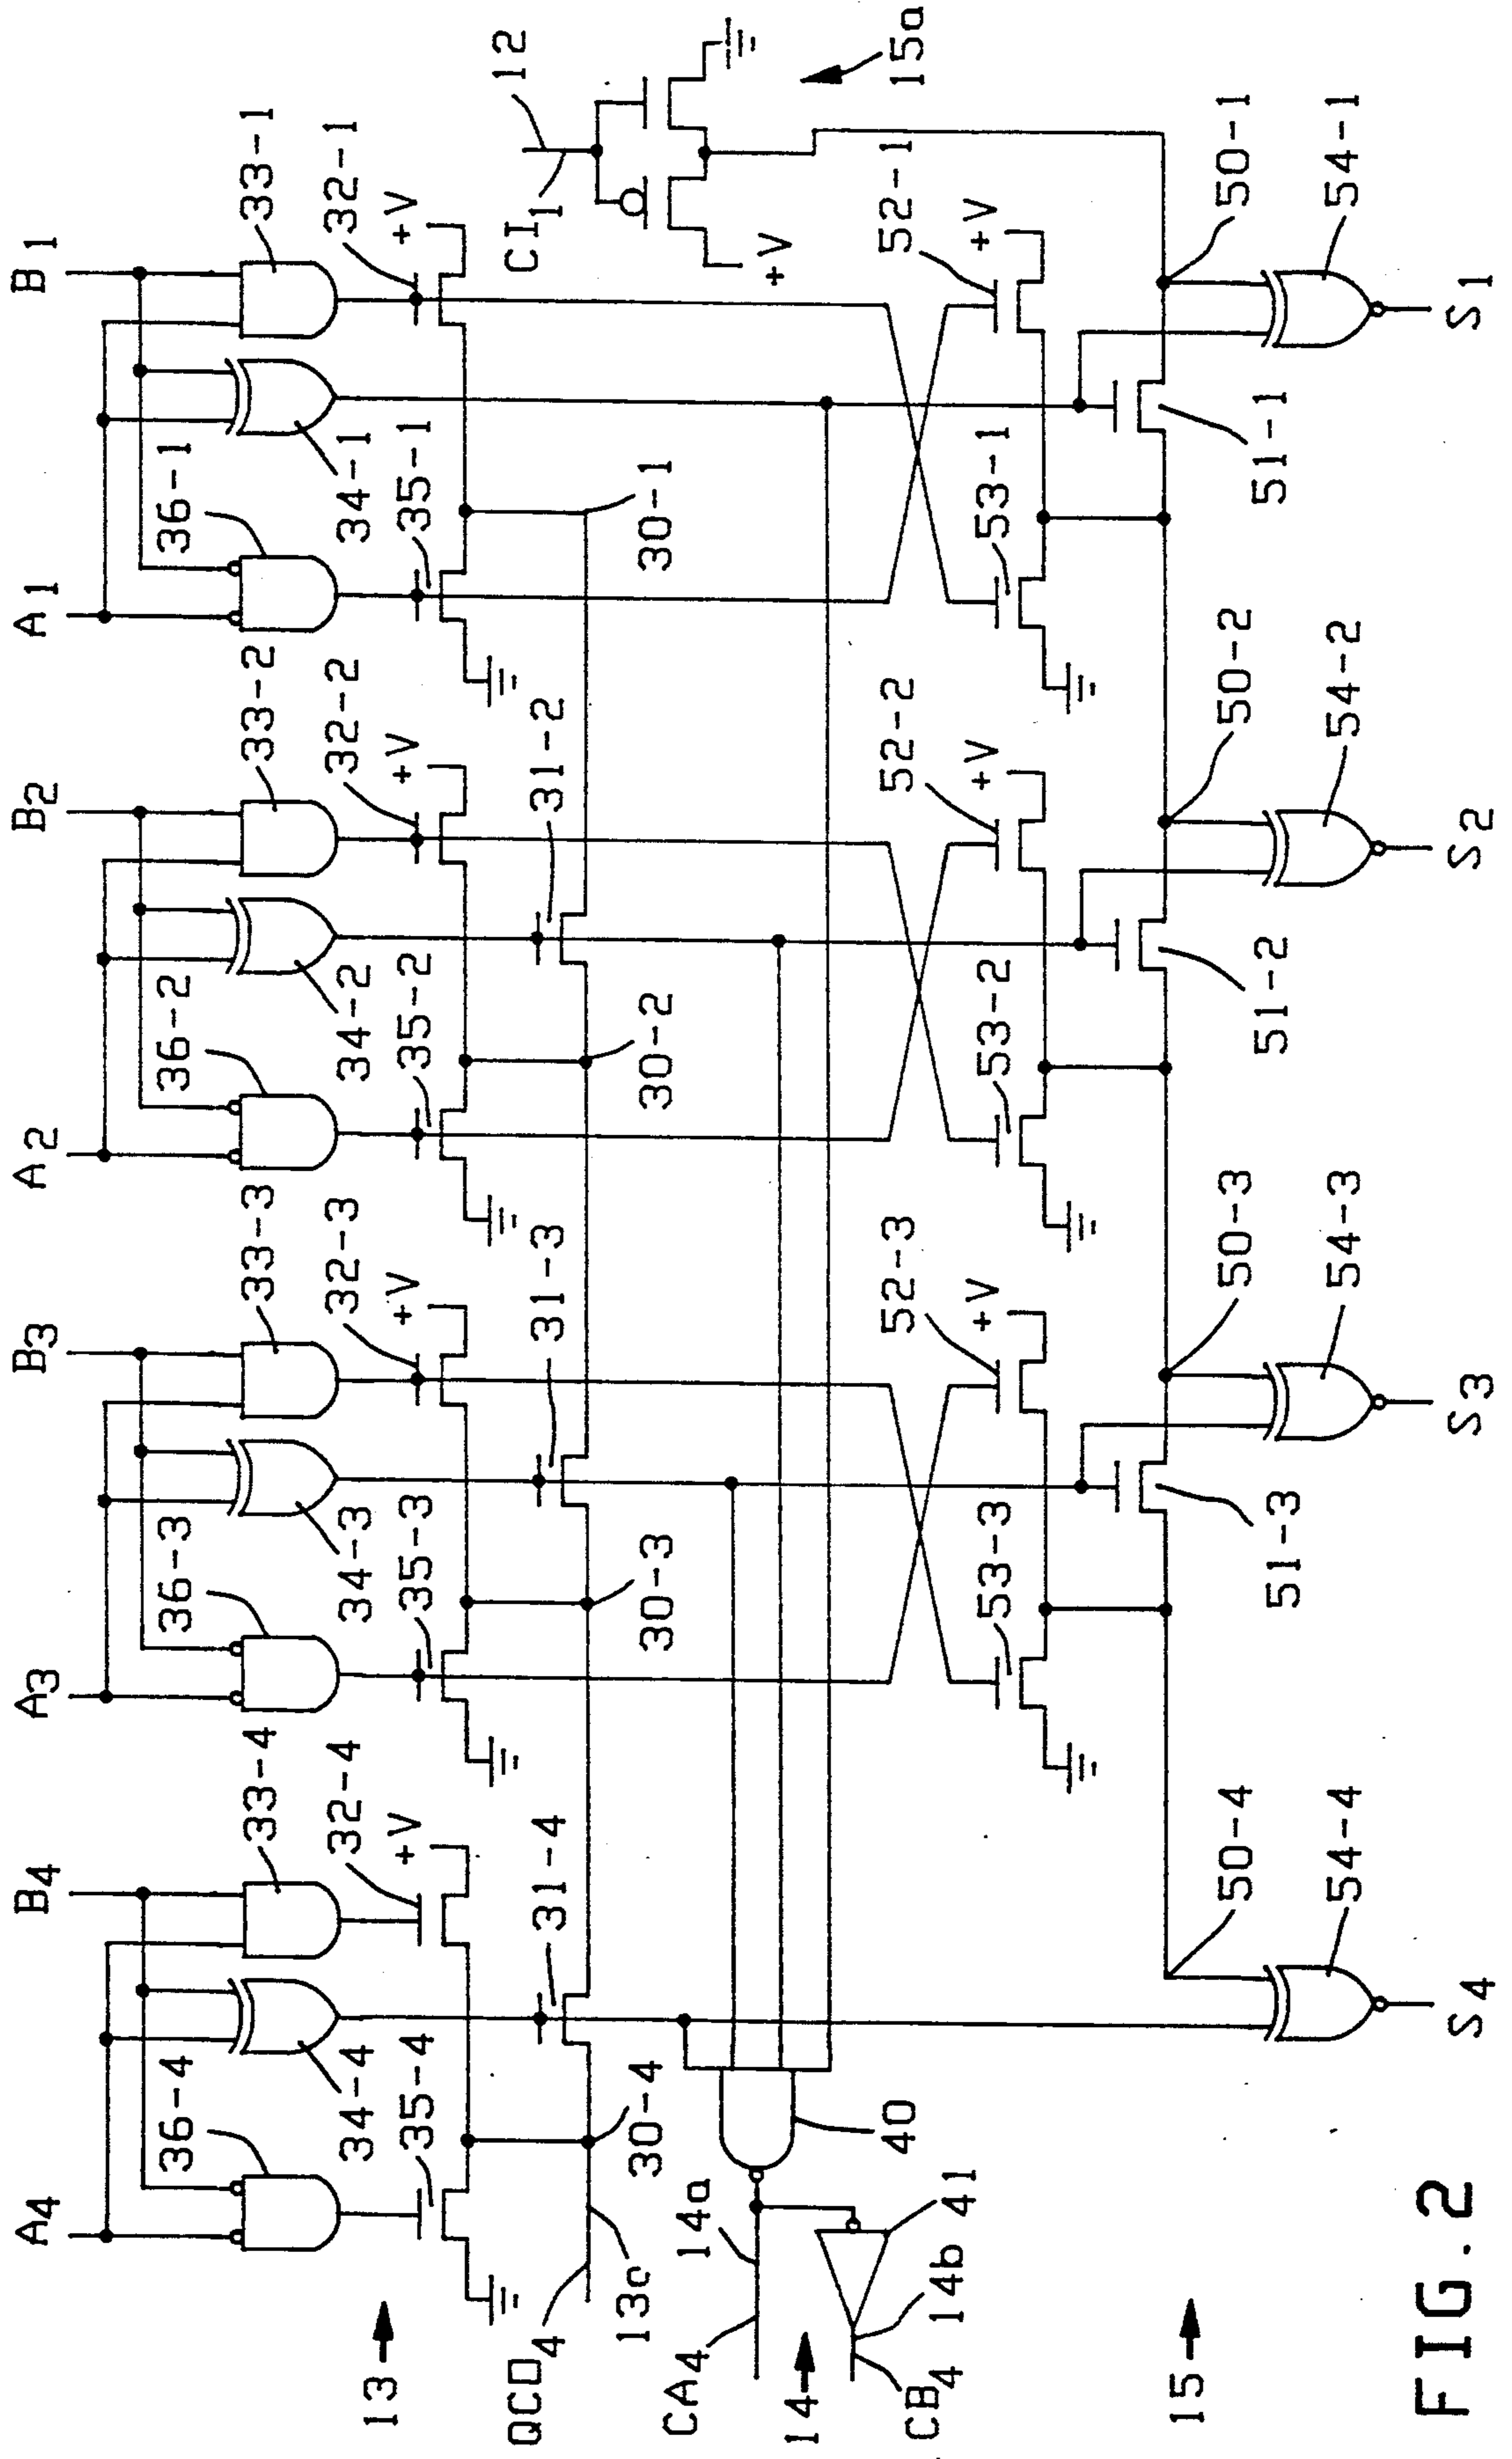 A4 B4 A3 B3 A2 B2 A1 B1
36-4 36-3 36-2 36-1
33-4 33-3 33-2 33-1
34-4 32-4 34-3 32-3 34-2 32-2 34-1 32-1
13 35-4 +V 35-3 +V 35-2 +V 35-1 +V
QCO4 31-4 31-3 31-2 CI1 12
13c 30-4 30-3 30-2 30-1
CA4 14a +V
14
CB4 14b 41 40 52-3 52-2 52-1 15a
53-3 +V 53-2 +V 53-1 +V
15 51-3 51-2 51-1
50-4 50-3 50-2 50-1
54-4 54-3 54-2 54-1
S4 S3 S2 S1
FIG.2